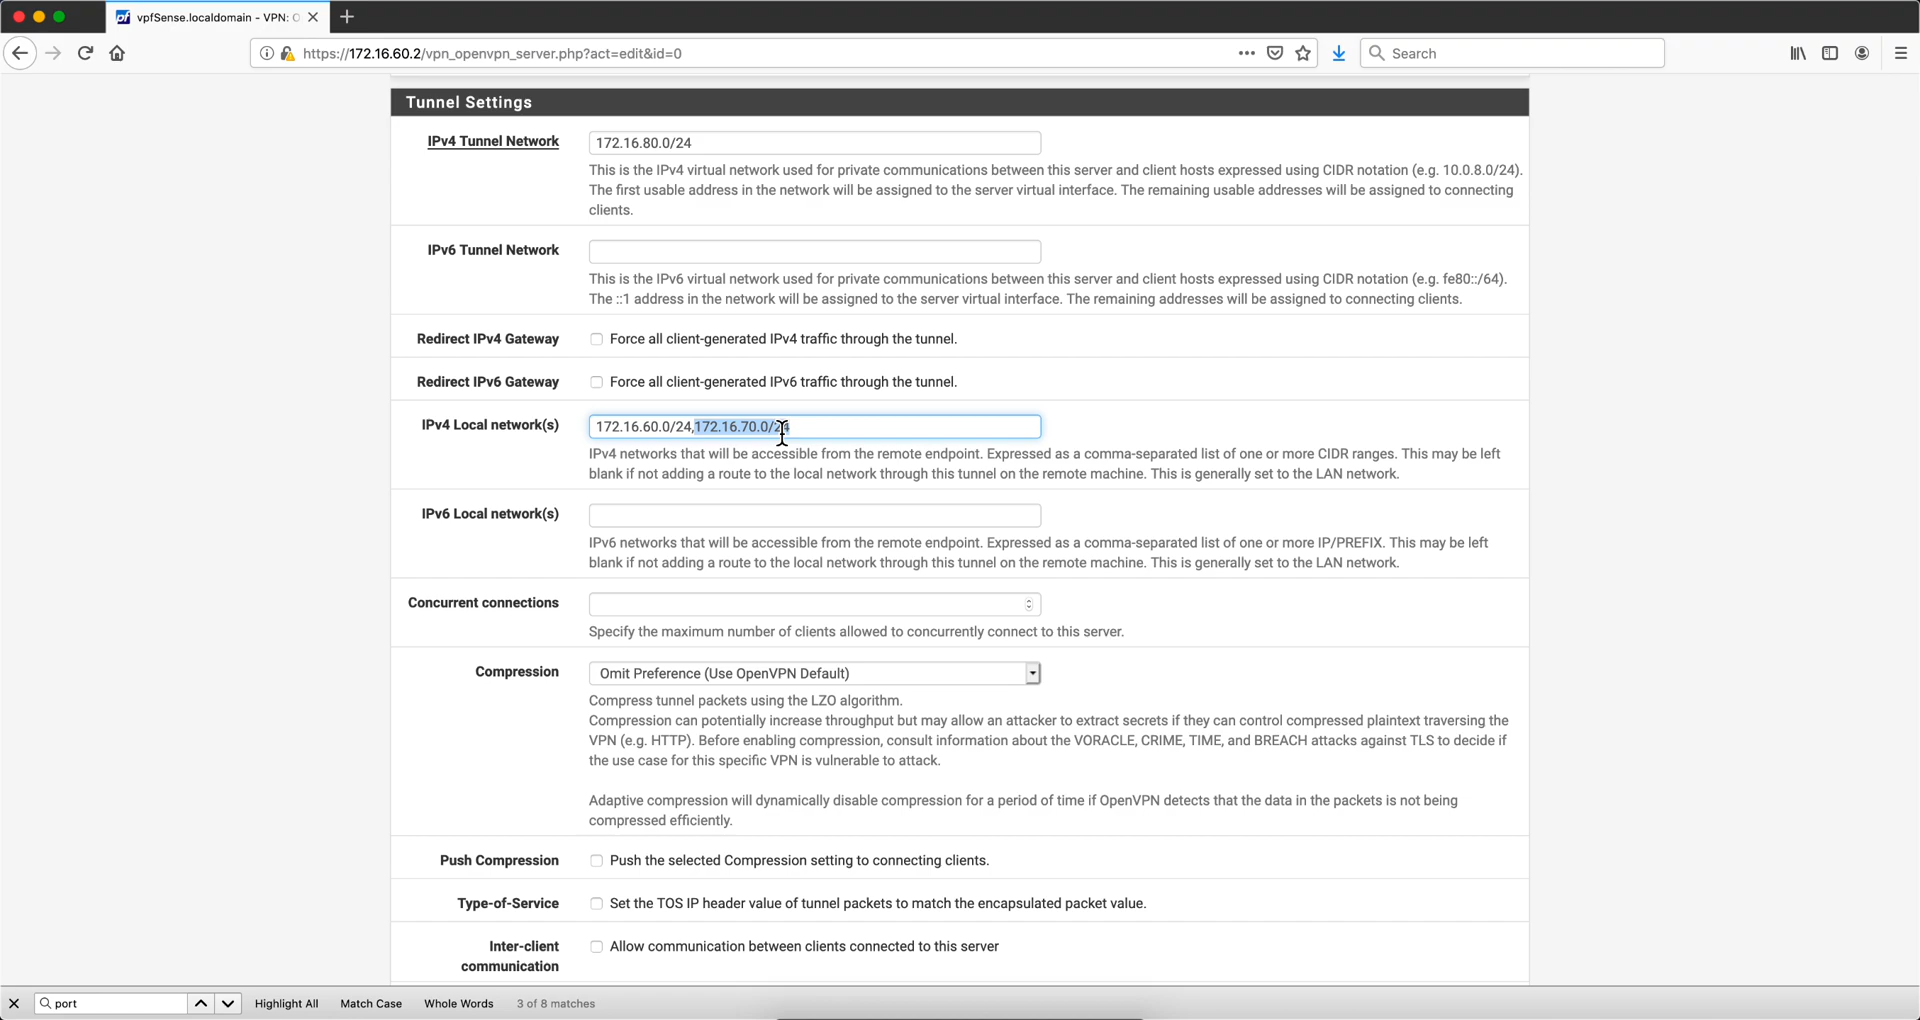 vpfSense.localdomain - VPN: O
https://172.16.60.2/vpn_openvpn_server.php?act=edit&id=0
Search
Tunnel Settings
IPv4 Tunnel Network
172.16.80.0/24
This is the IPv4 virtual network used for private communications between this server and client hosts expressed using CIDR notation (e.g. 10.0.8.0/24).
The first usable address in the network will be assigned to the server virtual interface. The remaining usable addresses will be assigned to connecting
clients.
IPv6 Tunnel Network
This is the IPv6 virtual network used for private communications between this server and client hosts expressed using CIDR notation (e.g. fe80::/64).
The ::1 address in the network will be assigned to the server virtual interface. The remaining addresses will be assigned to connecting clients.
Redirect IPv4 Gateway
Force all client-generated IPv4 traffic through the tunnel.
Redirect IPv6 Gateway
Force all client-generated IPv6 traffic through the tunnel.
IPv4 Local network(s)
172.16.60.0/24,172.16.70.0/24
IPv4 networks that will be accessible from the remote endpoint. Expressed as a comma-separated list of one or more CIDR ranges. This may be left
blank if not adding a route to the local network through this tunnel on the remote machine. This is generally set to the LAN network.
IPv6 Local network(s)
IPv6 networks that will be accessible from the remote endpoint. Expressed as a comma-separated list of one or more IP/PREFIX. This may be left
blank if not adding a route to the local network through this tunnel on the remote machine. This is generally set to the LAN network.
Concurrent connections
Specify the maximum number of clients allowed to concurrently connect to this server.
Compression
Omit Preference (Use OpenVPN Default)
Compress tunnel packets using the LZO algorithm.
Compression can potentially increase throughput but may allow an attacker to extract secrets if they can control compressed plaintext traversing the
VPN (e.g. HTTP). Before enabling compression, consult information about the VORACLE, CRIME, TIME, and BREACH attacks against TLS to decide if
the use case for this specific VPN is vulnerable to attack.
Adaptive compression will dynamically disable compression for a period of time if OpenVPN detects that the data in the packets is not being
compressed efficiently.
Push Compression
Push the selected Compression setting to connecting clients.
Type-of-Service
Set the TOS IP header value of tunnel packets to match the encapsulated packet value.
Inter-client
communication
Allow communication between clients connected to this server
port
Highlight All
Match Case
Whole Words
3 of 8 matches